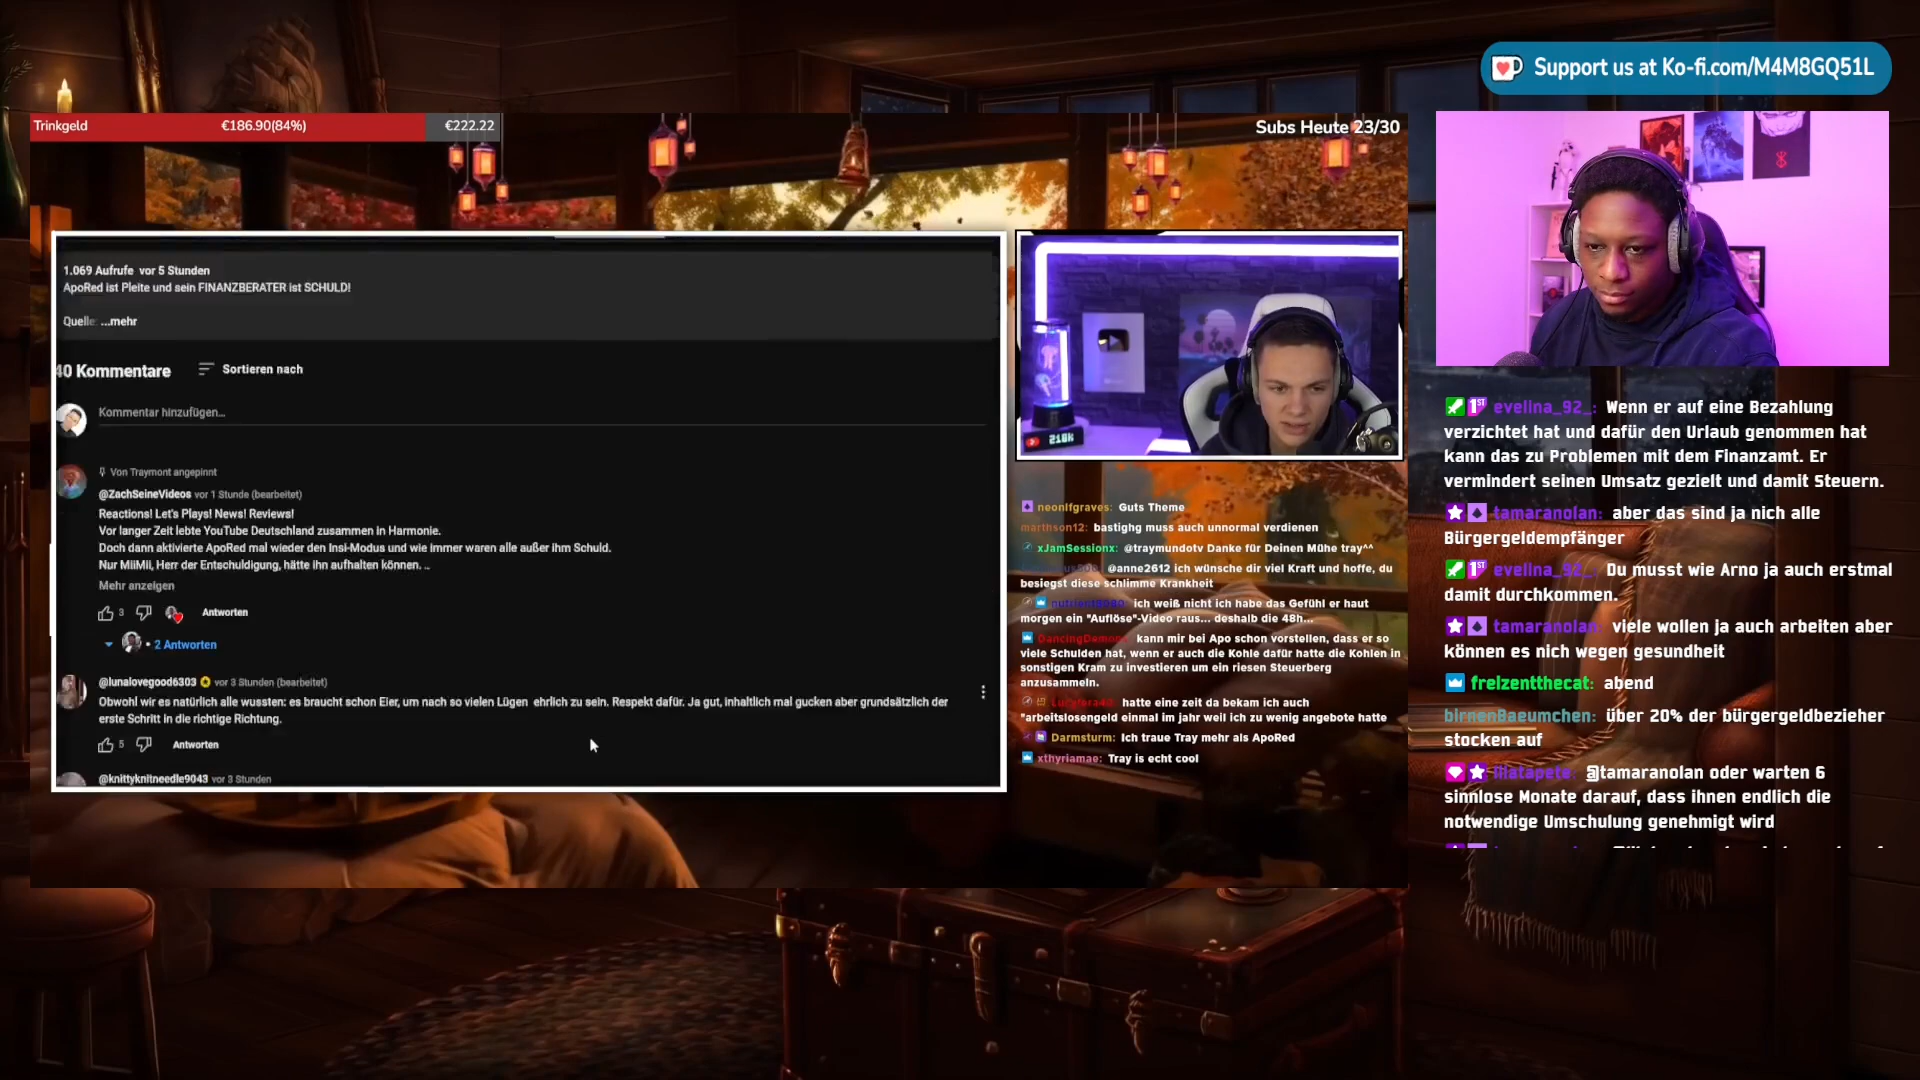 Support us at Ko-fi.com/M4M8GQ51L
Trinkgeld €186.90(84%) €222.22
Subs Heute 23/30
1.069 Aufrufe vor 5 Stunden
ApoRed ist Pleite und sein FINANZBERATER ist SCHULD!
Quelle: ...mehr
40 Kommentare Sortieren nach
Kommentar hinzufügen...
Von Traymont angepinnt
@ZachSeineVideos vor 1 Stunde (bearbeitet)
Reactions! Let's Plays! News! Reviews!
Vor langer Zeit lebte YouTube Deutschland zusammen in Harmonie.
Doch dann aktivierte ApoRed mal wieder den Insi-Modus und wie immer waren alle außer ihm Schuld.
Nur MiiMii, Herr der Entschuldigung, hätte ihn aufhalten können. ..
Mehr anzeigen
3 Antworten
• 2 Antworten
@lunalovegood6303 vor 3 Stunden (bearbeitet)
Obwohl wir es natürlich alle wussten: es braucht schon Eier, um nach so vielen Lügen ehrlich zu sein. Respekt dafür. Ja gut, inhaltlich mal gucken aber grundsätzlich der
erste Schritt in die richtige Richtung.
5 Antworten
@knittyknitneedle9043 vor 3 Stunden
218k
neonlfgraves: Guts Theme
marthson12: bastighg muss auch unnormal verdienen
xJamSessionx: @traymundotv Danke für Deinen Mühe tray^^
@anne2612 ich wünsche dir viel Kraft und hoffe, du
besiegst diese schlimme Krankheit
ich weiß nicht ich habe das Gefühl er haut
morgen ein "Auflöse"-Video raus... deshalb die 48h...
kann mir bei Apo schon vorstellen, dass er so
viele Schulden hat, wenn er auch die Kohle dafür hatte die Kohlen in
sonstigen Kram zu investieren um ein riesen Steuerberg
anzusammeln.
hatte eine zeit da bekam ich auch
"arbeitslosengeld einmal im jahr weil ich zu wenig angebote hatte
Darmsturm: Ich traue Tray mehr als ApoRed
xthyriamae: Tray is echt cool
1ST evelina_92_: Wenn er auf eine Bezahlung
verzichtet hat und dafür den Urlaub genommen hat
kann das zu Problemen mit dem Finanzamt. Er
vermindert seinen Umsatz gezielt und damit Steuern.
tamaranolan: aber das sind ja nich alle
Bürgergeldempfänger
1ST evelina_92_: Du musst wie Arno ja auch erstmal
damit durchkommen.
tamaranolan: viele wollen ja auch arbeiten aber
können es nich wegen gesundheit
freizentthecat: abend
birnenBaeumchen: über 20% der bürgergeldbezieher
stocken auf
lilatapete: @tamaranolan oder warten 6
sinnlose Monate darauf, dass ihnen endlich die
notwendige Umschulung genehmigt wird